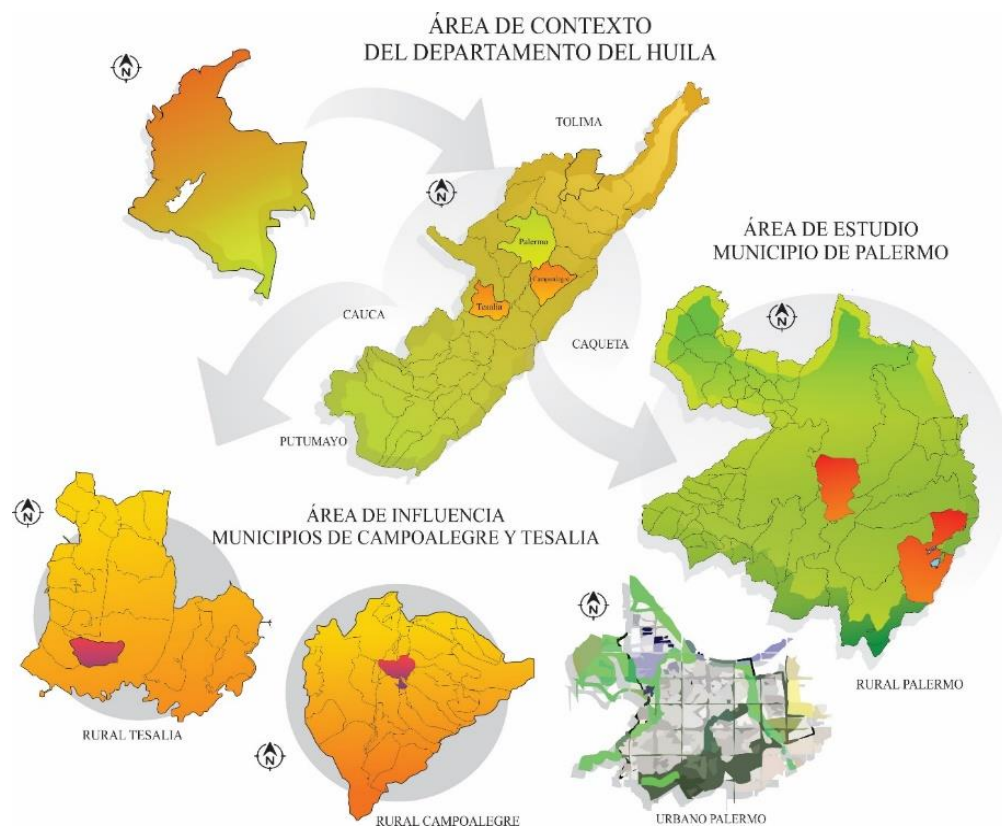 ÁREA DE CONTEXTO
DEL DEPARTAMENTO DEL HUILA
N
TOLIMA
N
Palermo
Campoalegre
Tesalia
CAUCA
CAQUETA
PUTUMAYO
ÁREA DE ESTUDIO
MUNICIPIO DE PALERMO
N
RURAL PALERMO
ÁREA DE INFLUENCIA
MUNICIPIOS DE CAMPOALEGRE Y TESALIA
N
RURAL TESALIA
N
RURAL CAMPOALEGRE
N
URBANO PALERMO